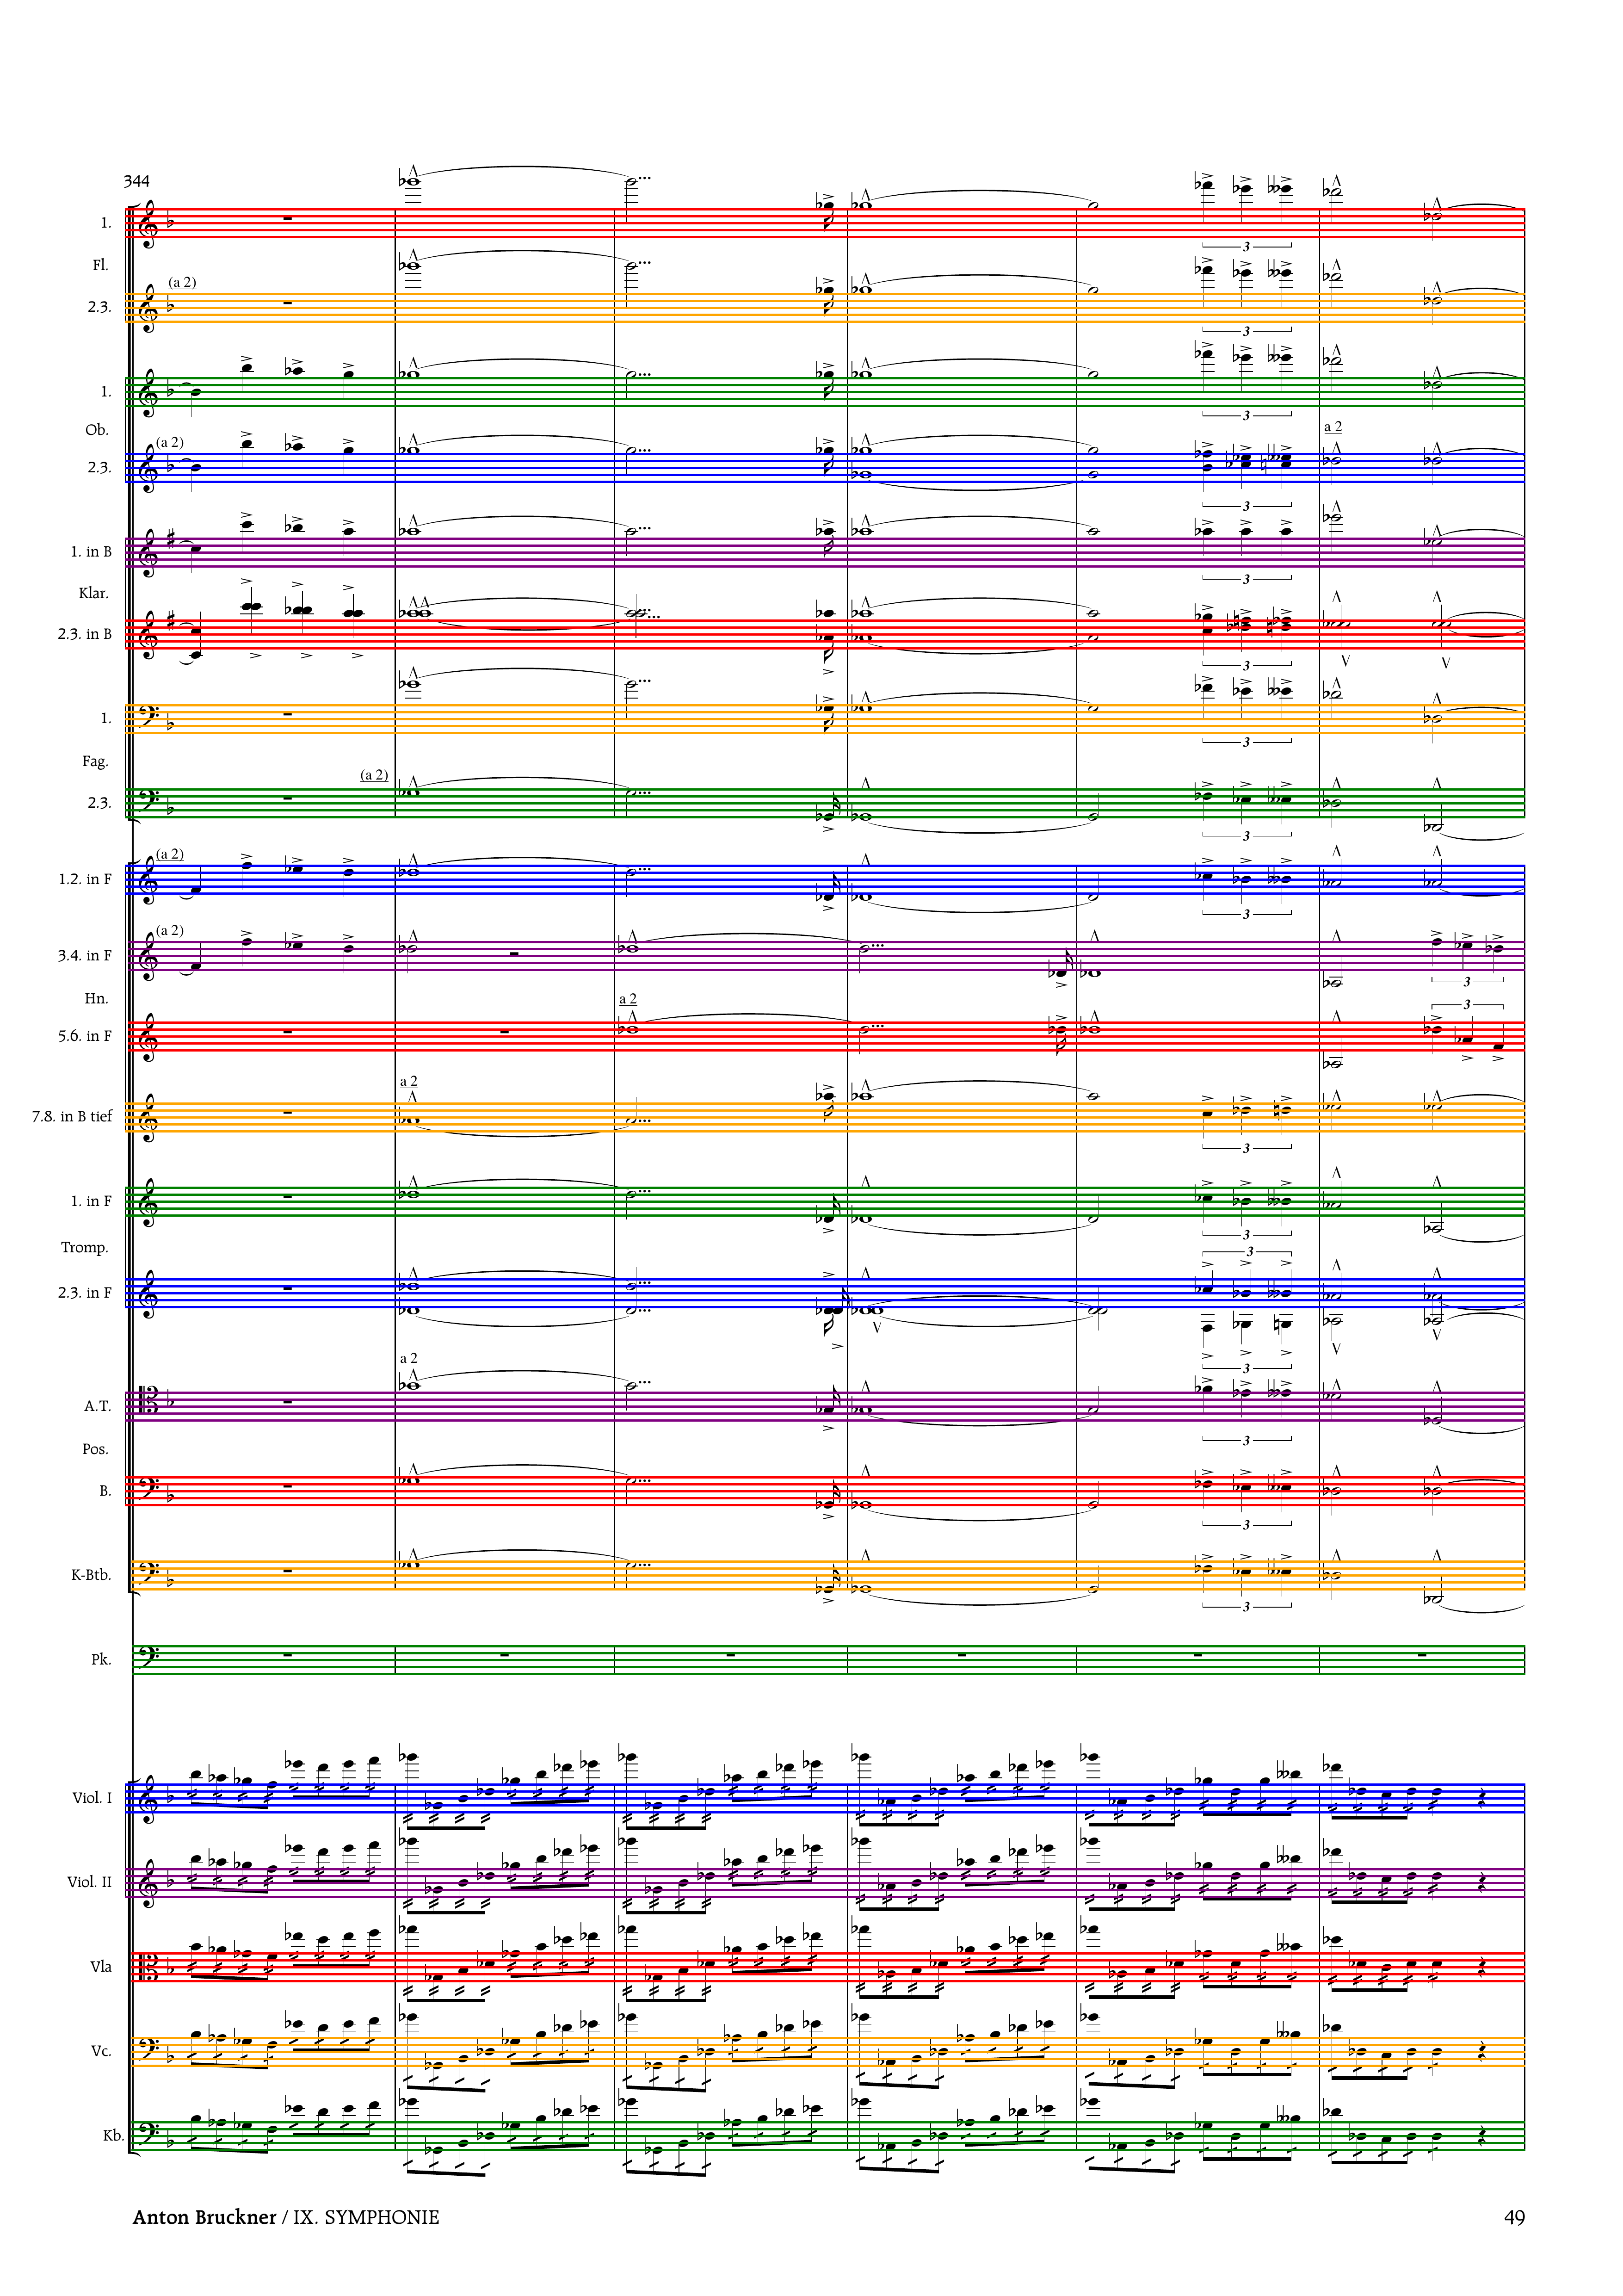 344
1.
Fl.
(a 2)
2.3.
3
3
1.
Ob.
(a 2)
2.3.
3
a 2
3
1. in B
Klar.
2.3. in B
3
3
1.
Fag.
(a 2)
2.3.
3
3
(a 2)
1.2. in F
3
(a 2)
3.4. in F
3
Hn.
a 2
5.6. in F
3
a 2
7.8. in B tief
3
1. in F
3
Tromp.
3
2.3. in F
3
a 2
A.T.
3
Pos.
B.
3
K-Btb.
3
Pk.
Viol. I
Viol. II
Vla
Vc.
Kb.
Anton Bruckner / IX. SYMPHONIE
49